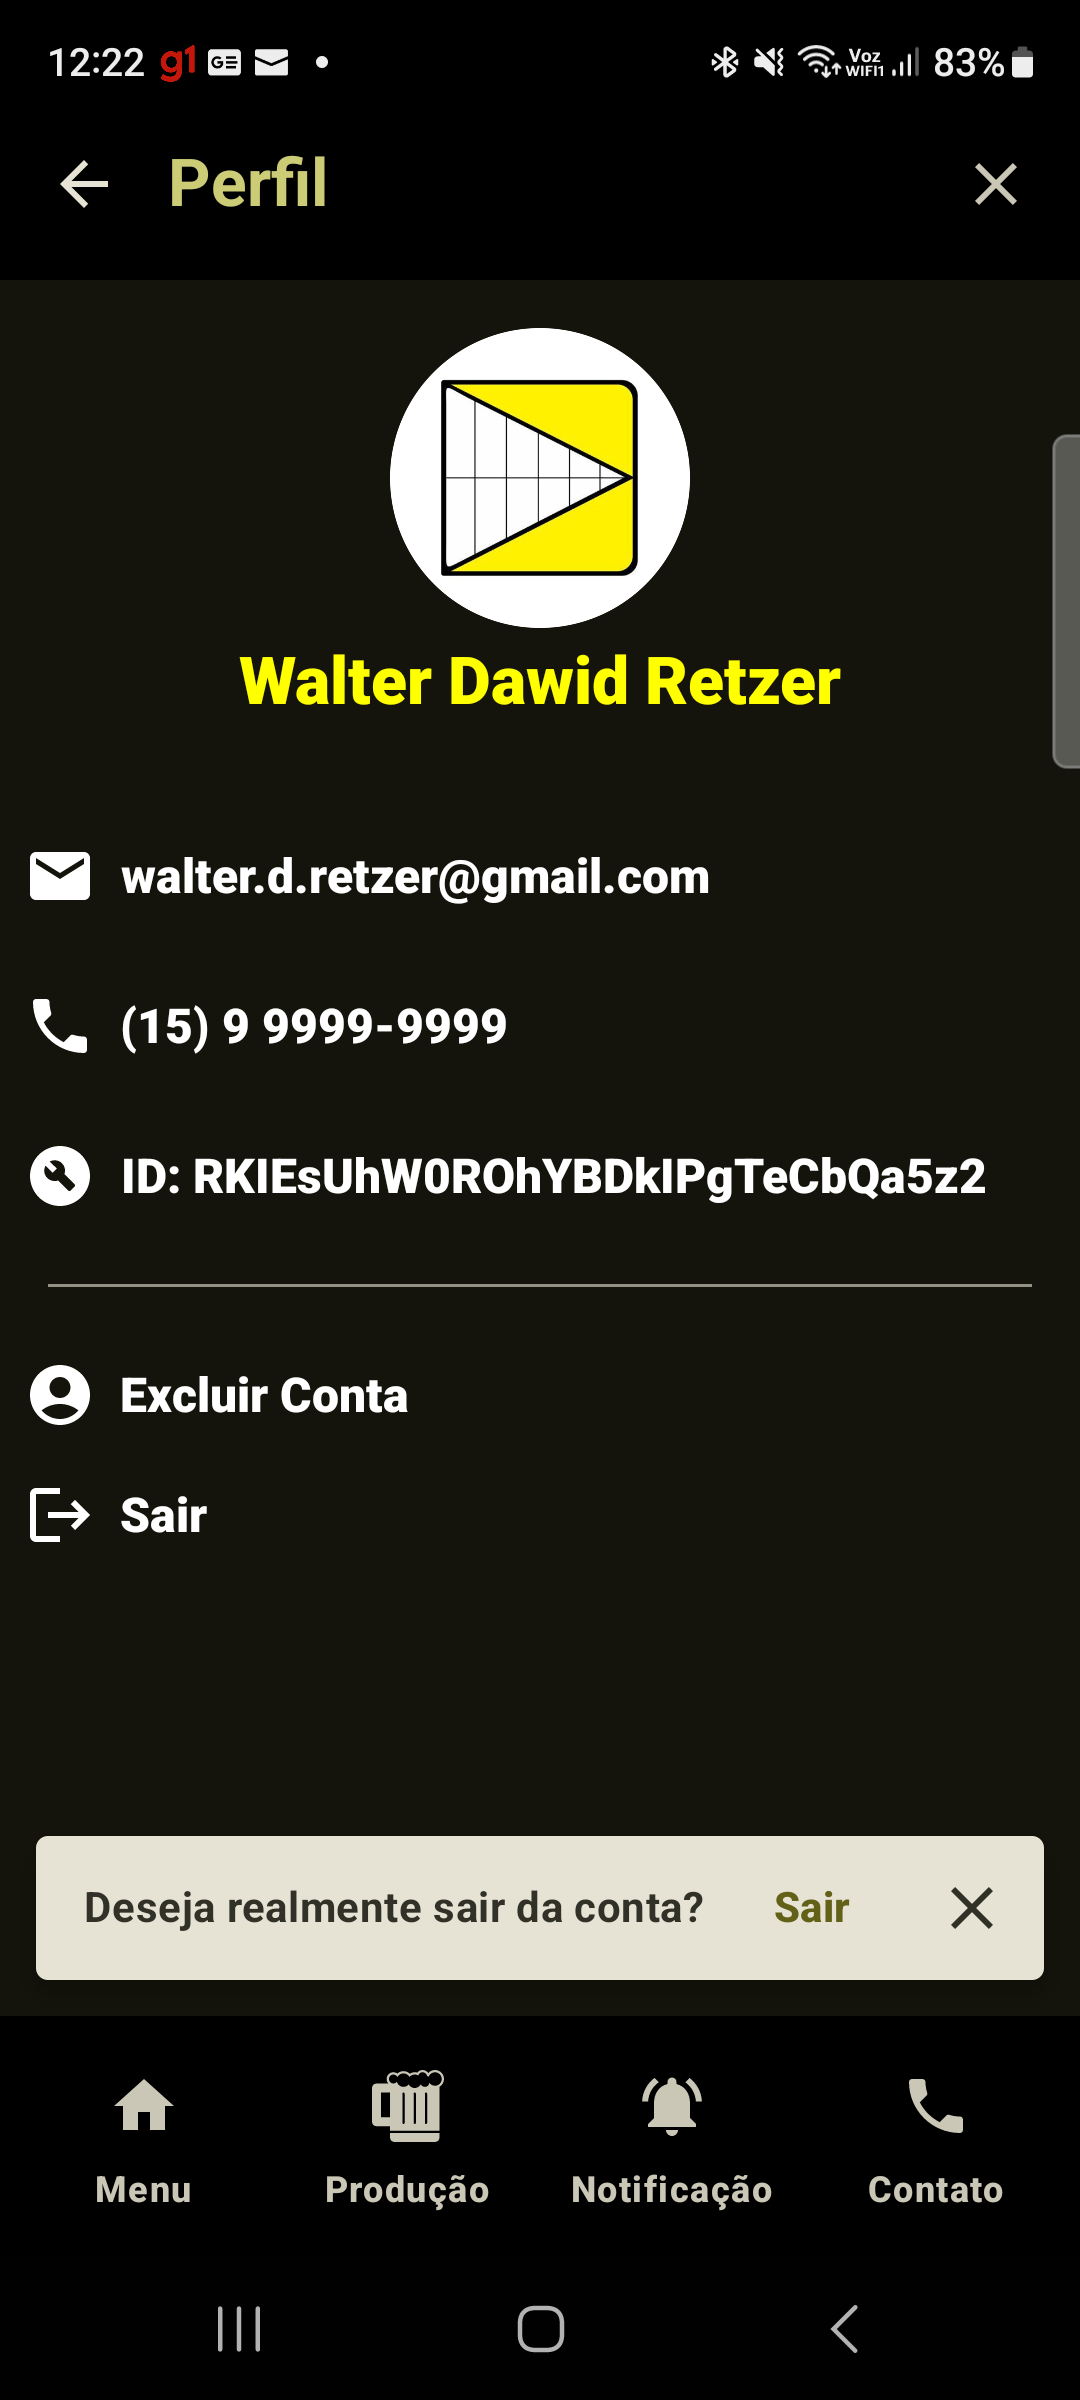 12:22 g1 GE Voz WIFI1 83%
Perfil
Walter Dawid Retzer
walter.d.retzer@gmail.com
(15) 9 9999-9999
ID: RKIEsUhW0ROhYBDkIPgTeCbQa5z2
Excluir Conta
Sair
Deseja realmente sair da conta? Sair
Menu Produção Notificação Contato